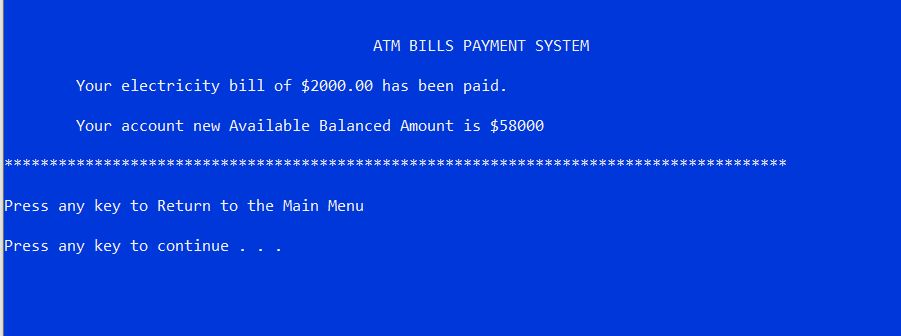 ATM BILLS PAYMENT SYSTEM
Your electricity bill of $2000.00 has been paid.
Your account new Available Balanced Amount is $58000
***************************************************************************************
Press any key to Return to the Main Menu
Press any key to continue . . .